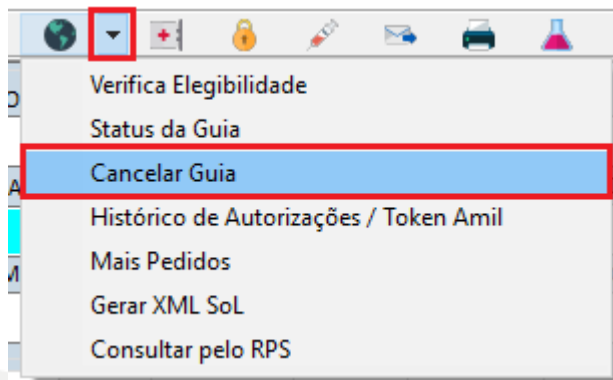 Verifica Elegibilidade
Status da Guia
Cancelar Guia
Histórico de Autorizações / Token Amil
Mais Pedidos
Gerar XML SoL
Consultar pelo RPS